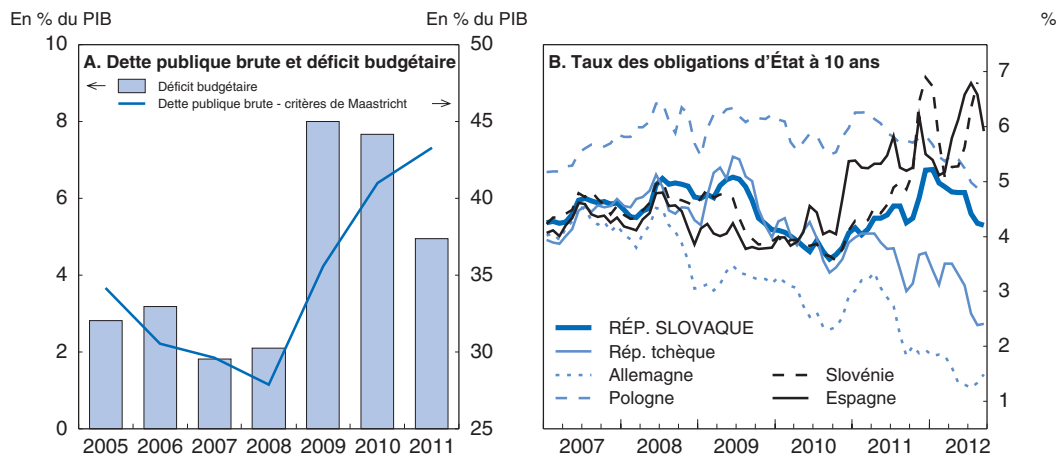 En % du PIB
En % du PIB
%
A. Dette publique brute et déficit budgétaire
Déficit budgétaire
Dette publique brute - critères de Maastricht
10
8
6
4
2
0
50
45
40
35
30
25
2005 2006 2007 2008 2009 2010 2011
B. Taux des obligations d'État à 10 ans
RÉP. SLOVAQUE
Rép. tchèque
Allemagne
Slovénie
Pologne
Espagne
7
6
5
4
3
2
1
2007 2008 2009 2010 2011 2012